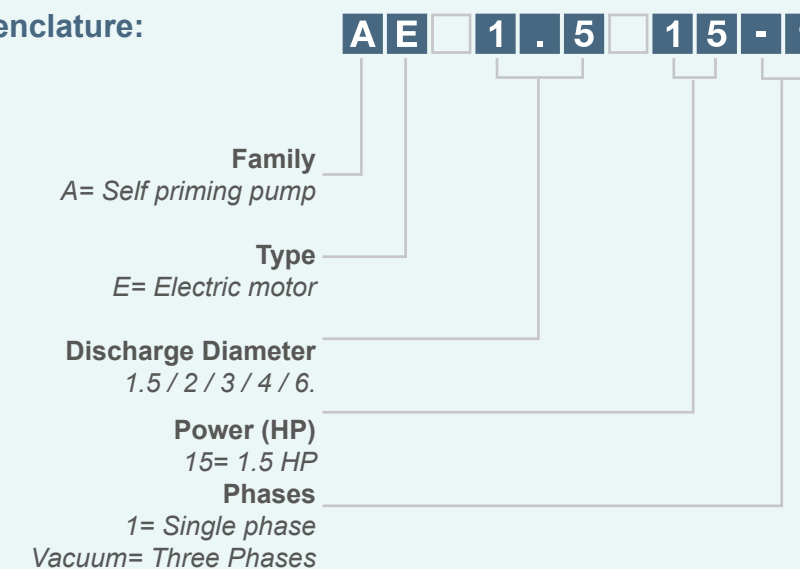 enclature:
A E 1 . 5 1 5 -
Family
A= Self priming pump
Type
E= Electric motor
Discharge Diameter
1.5 / 2 / 3 / 4 / 6.
Power (HP)
15= 1.5 HP
Phases
1= Single phase
Vacuum= Three Phases